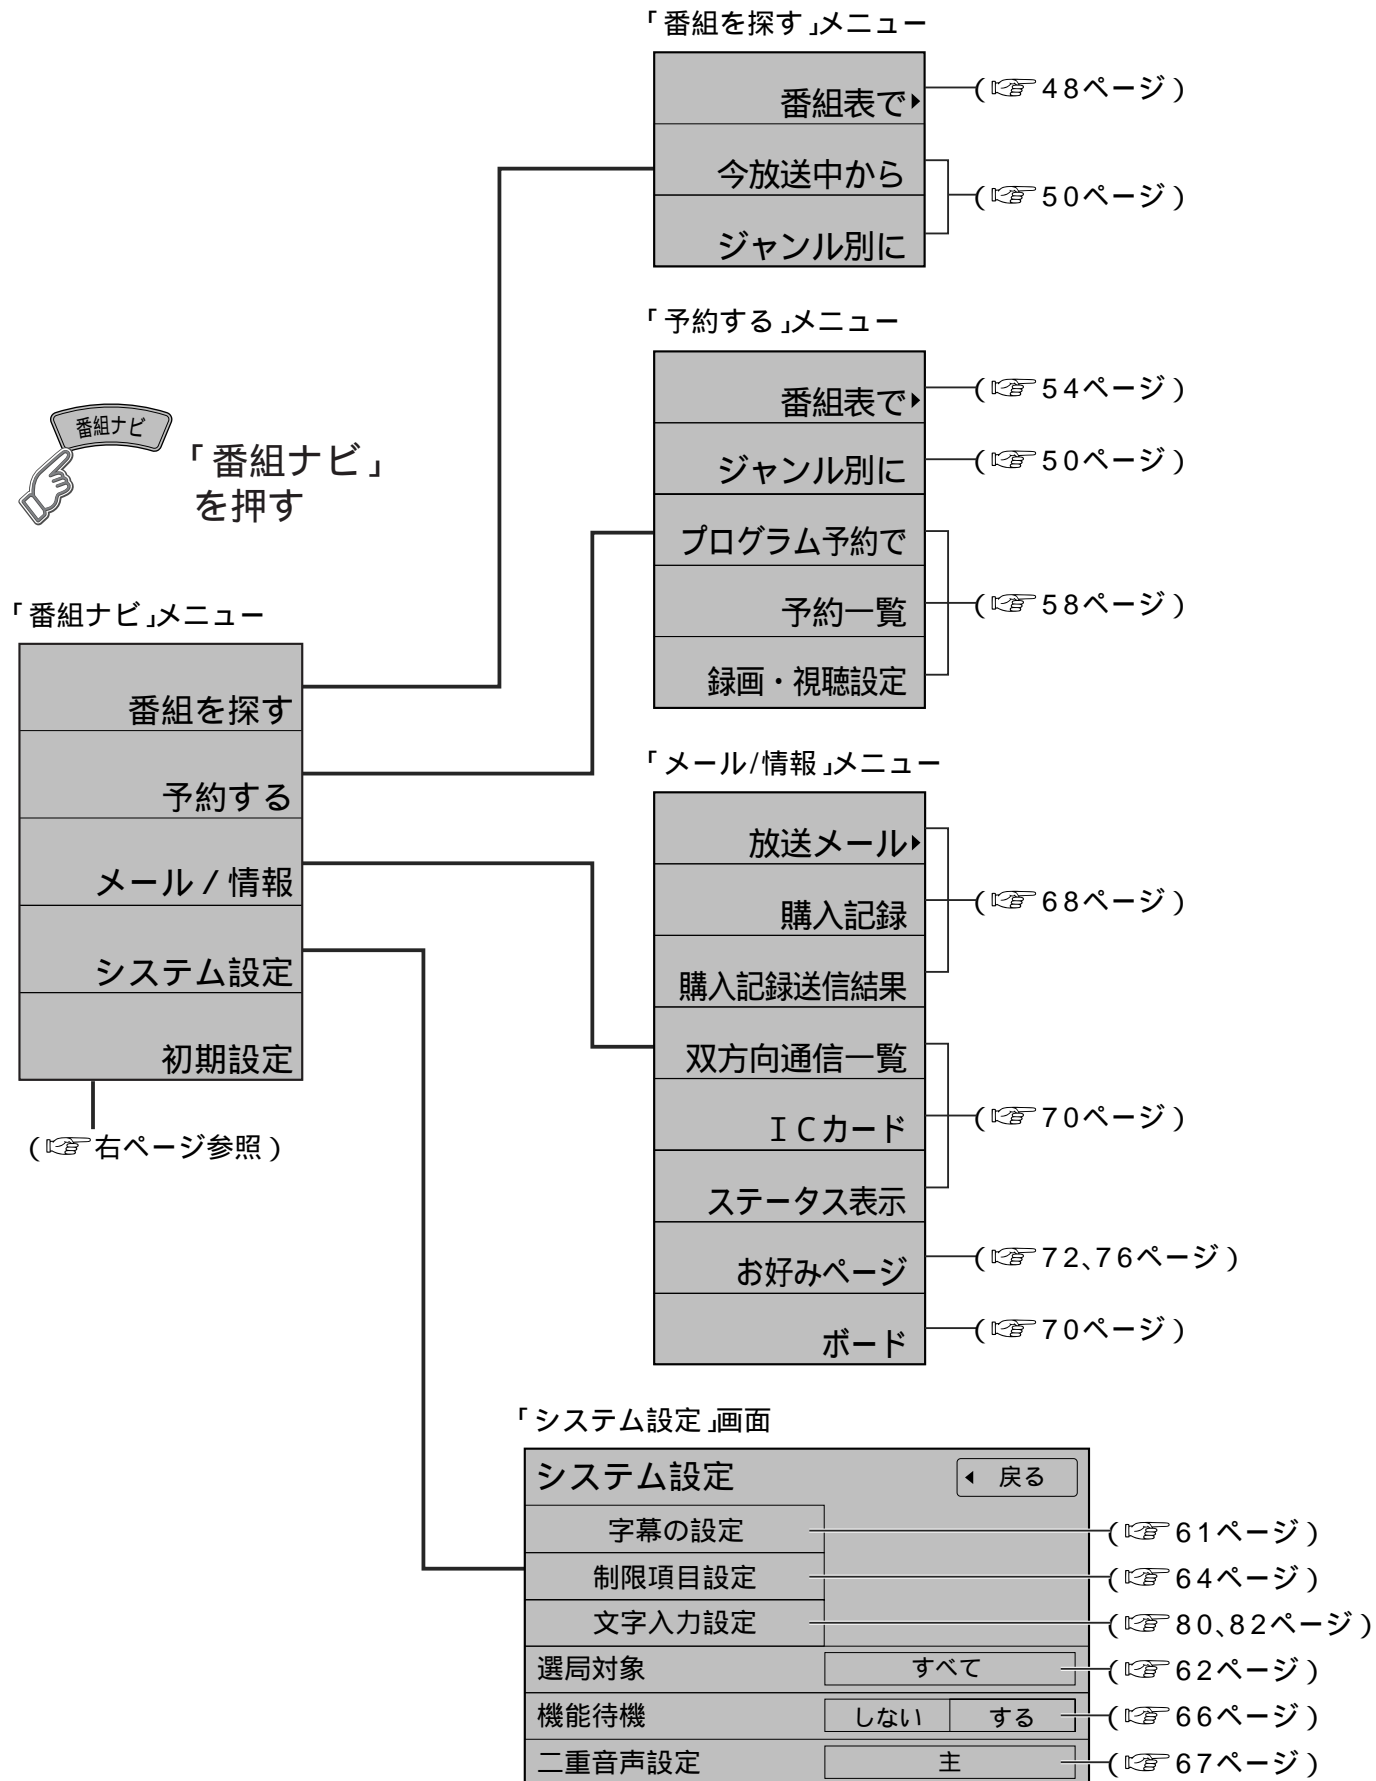 「番組を探す」メニュー
番組表で
(☞48ページ)
今放送中から
ジャンル別に
(☞50ページ)
「予約する」メニュー
番組表で
(☞54ページ)
ジャンル別に
(☞50ページ)
プログラム予約で
予約一覧
録画・視聴設定
(☞58ページ)
番組ナビ
「番組ナビ」
を押す
「番組ナビ」メニュー
番組を探す
予約する
メール/情報
システム設定
初期設定
(☞右ページ参照)
「メール/情報」メニュー
放送メール
購入記録
購入記録送信結果
(☞68ページ)
双方向通信一覧
ICカード
ステータス表示
(☞70ページ)
お好みページ
(☞72、76ページ)
ボード
(☞70ページ)
「システム設定」画面
システム設定
戻る
字幕の設定
(☞61ページ)
制限項目設定
(☞64ページ)
文字入力設定
(☞80、82ページ)
選局対象 すべて
(☞62ページ)
機能待機 しない する
(☞66ページ)
二重音声設定 主
(☞67ページ)